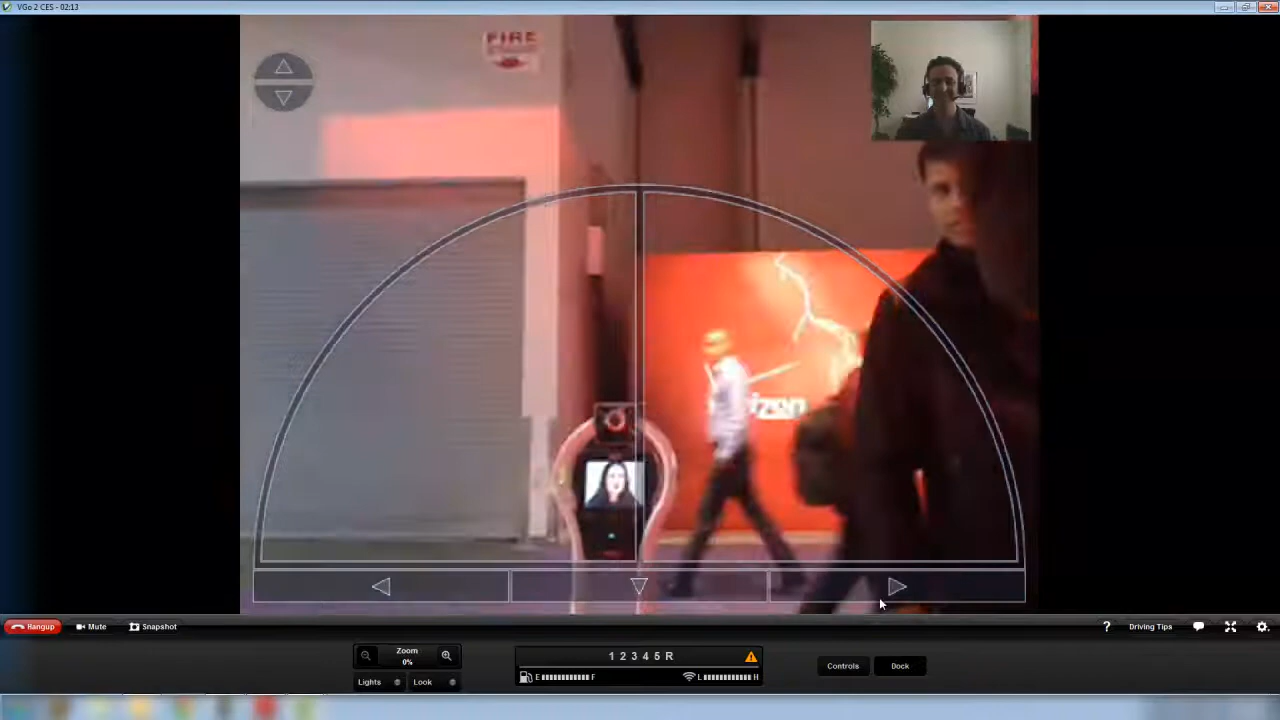 VGo 2 CES - 02:13
FIRE
izon
Hangup
Mute
Snapshot
?
Driving Tips
Zoom
0%
Lights
Look
1 2 3 4 5 R
E
F
L
H
Controls
Dock